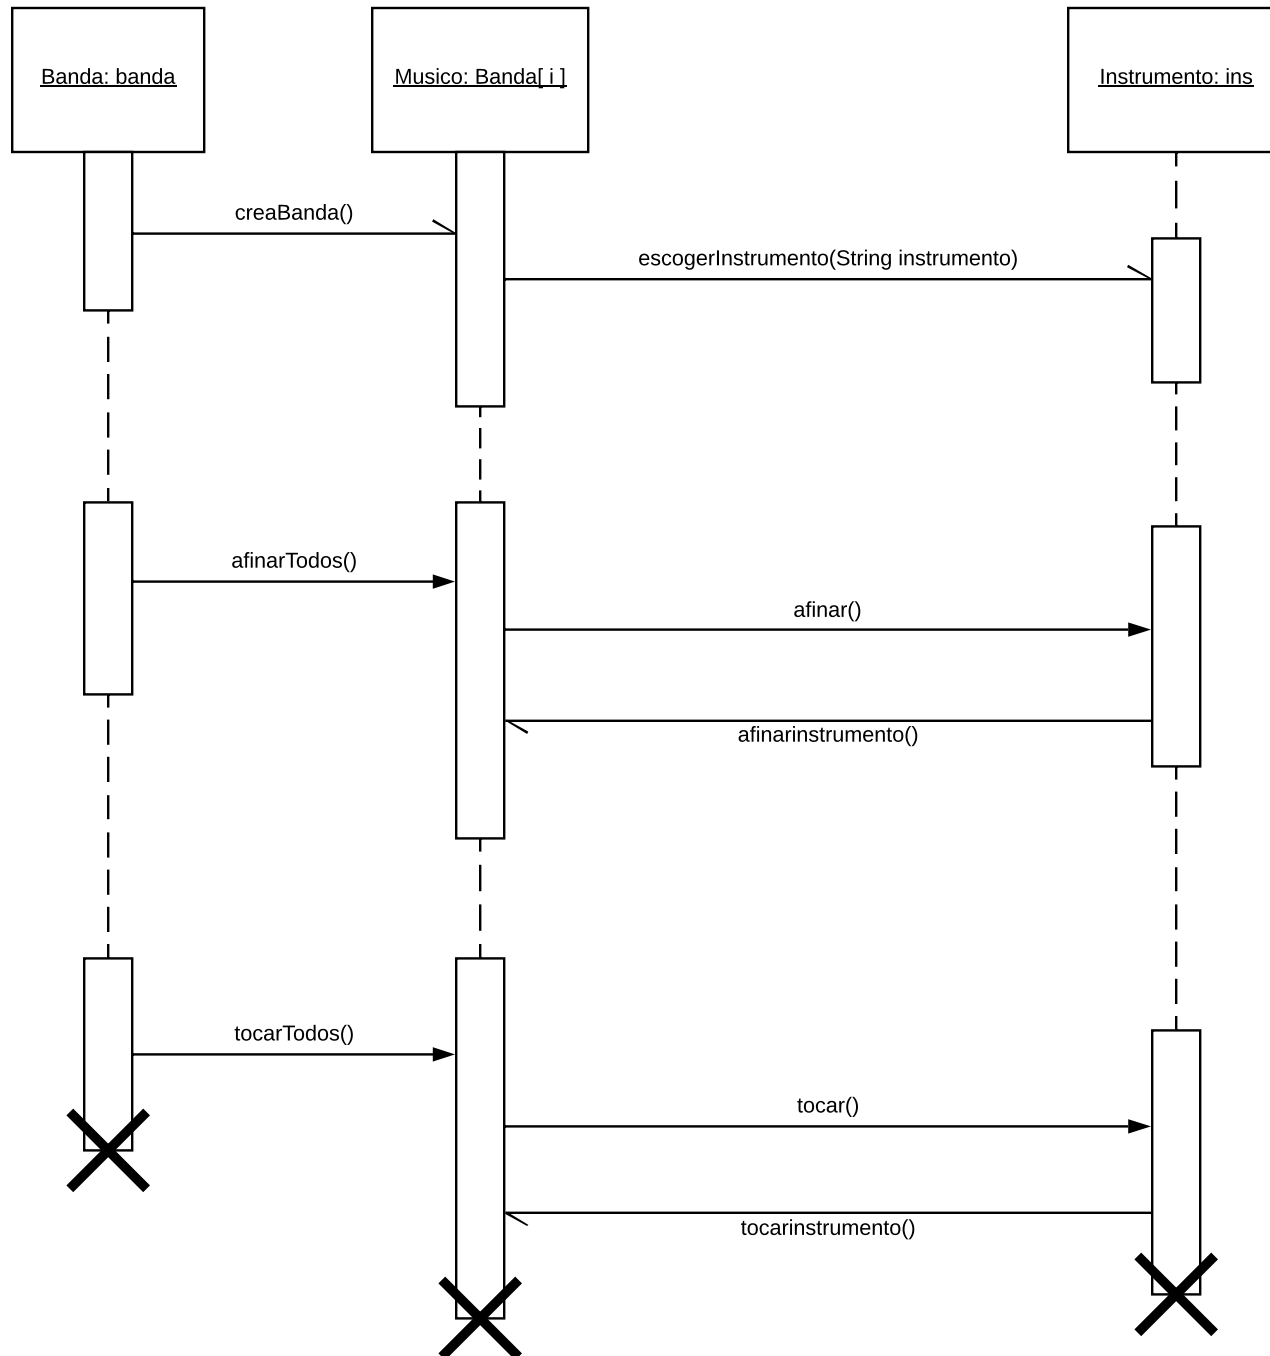 Banda: banda
Musico: Banda[ i ]
Instrumento: ins
creaBanda()
escogerInstrumento(String instrumento)
afinarTodos()
afinar()
afinarinstrumento()
tocarTodos()
tocar()
tocarinstrumento()